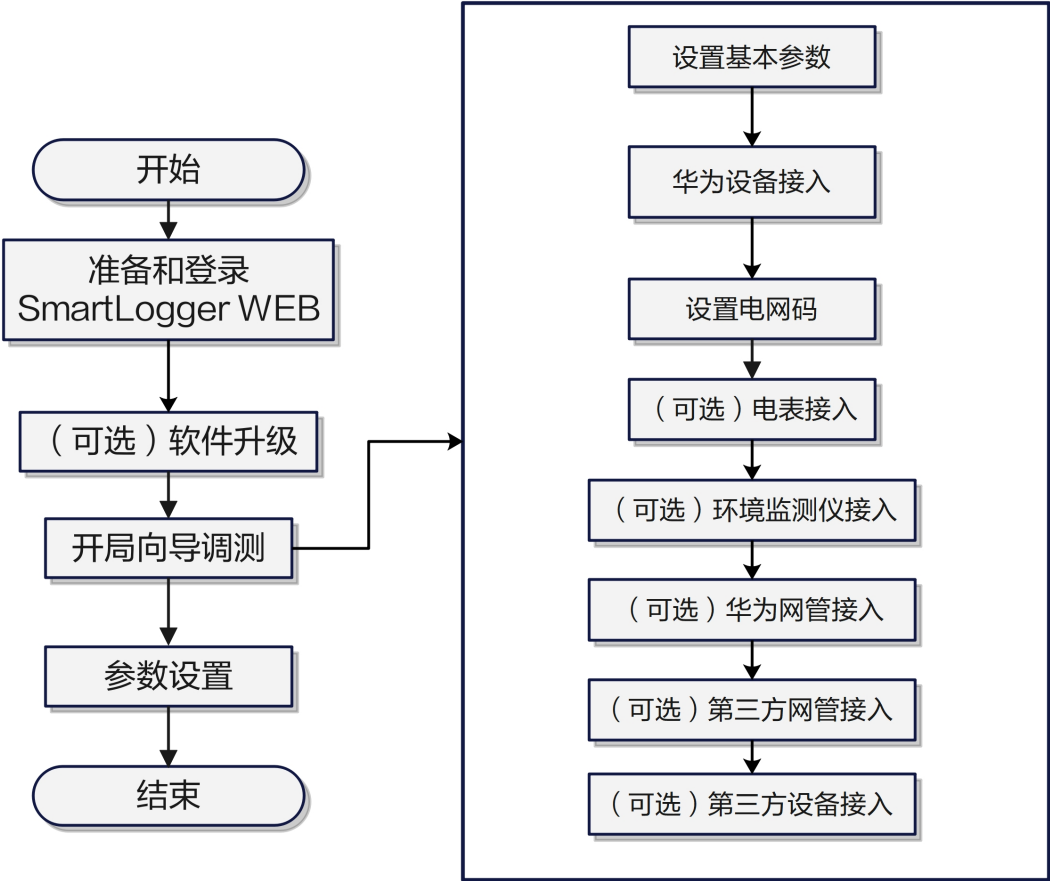 开始
准备和登录
SmartLogger WEB
（可选）软件升级
开局向导调测
参数设置
结束
设置基本参数
华为设备接入
设置电网码
（可选）电表接入
（可选）环境监测仪接入
（可选）华为网管接入
（可选）第三方网管接入
（可选）第三方设备接入